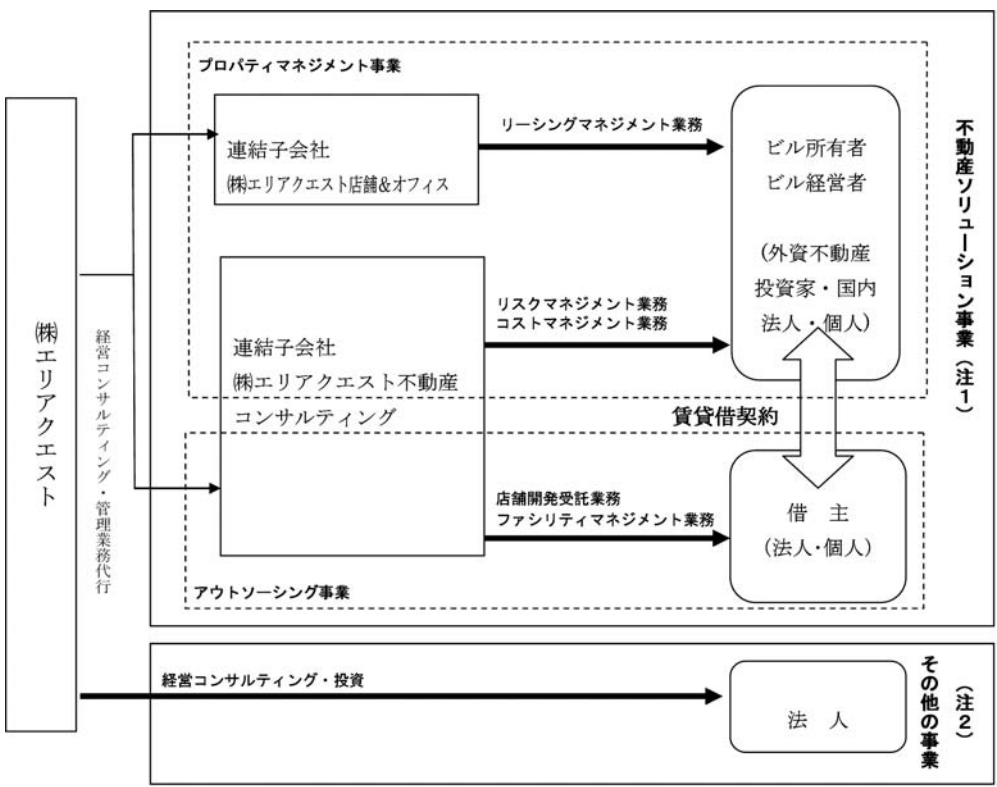 ㈱エリアクエスト
経営コンサルティング・管理業務代行
プロパティマネジメント事業
連結子会社
㈱エリアクエスト店舗&オフィス
リーシングマネジメント業務
ビル所有者
ビル経営者
(外資不動産
投資家・国内
法人・個人)
連結子会社
㈱エリアクエスト不動産
コンサルティング
リスクマネジメント業務
コストマネジメント業務
賃貸借契約
店舗開発受託業務
ファシリティマネジメント業務
借 主
(法人・個人)
アウトソーシング事業
不動産ソリューション事業(注1)
経営コンサルティング・投資
法 人
その他の事業
(注2)